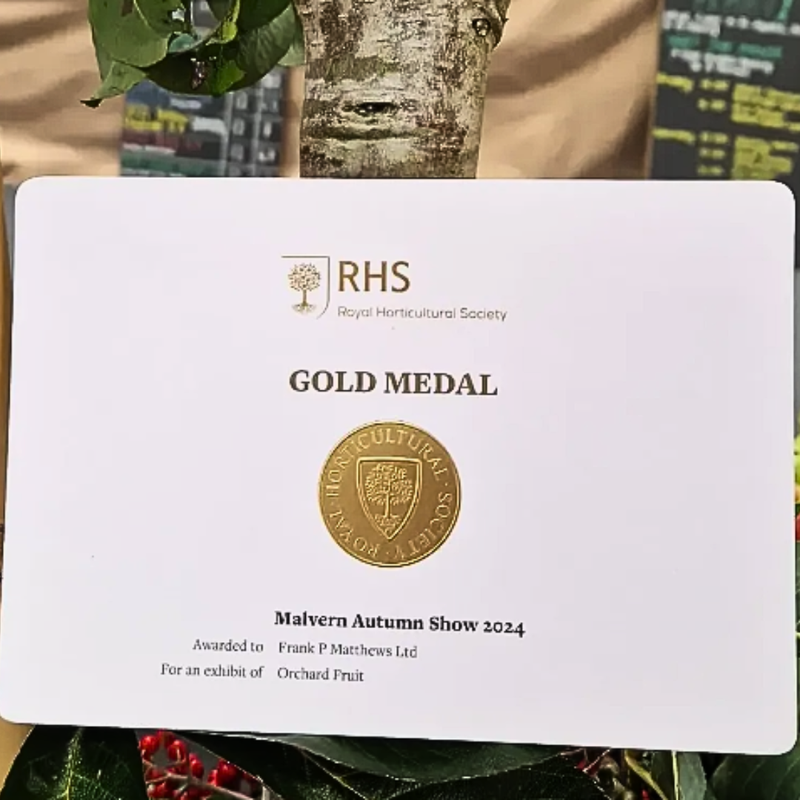 RHS
Royal Horticultural Society
GOLD MEDAL
ROYAL · HORTICULTURAL · SOCIETY ·
Malvern Autumn Show 2024
Awarded to Frank P Matthews Ltd
For an exhibit of Orchard Fruit